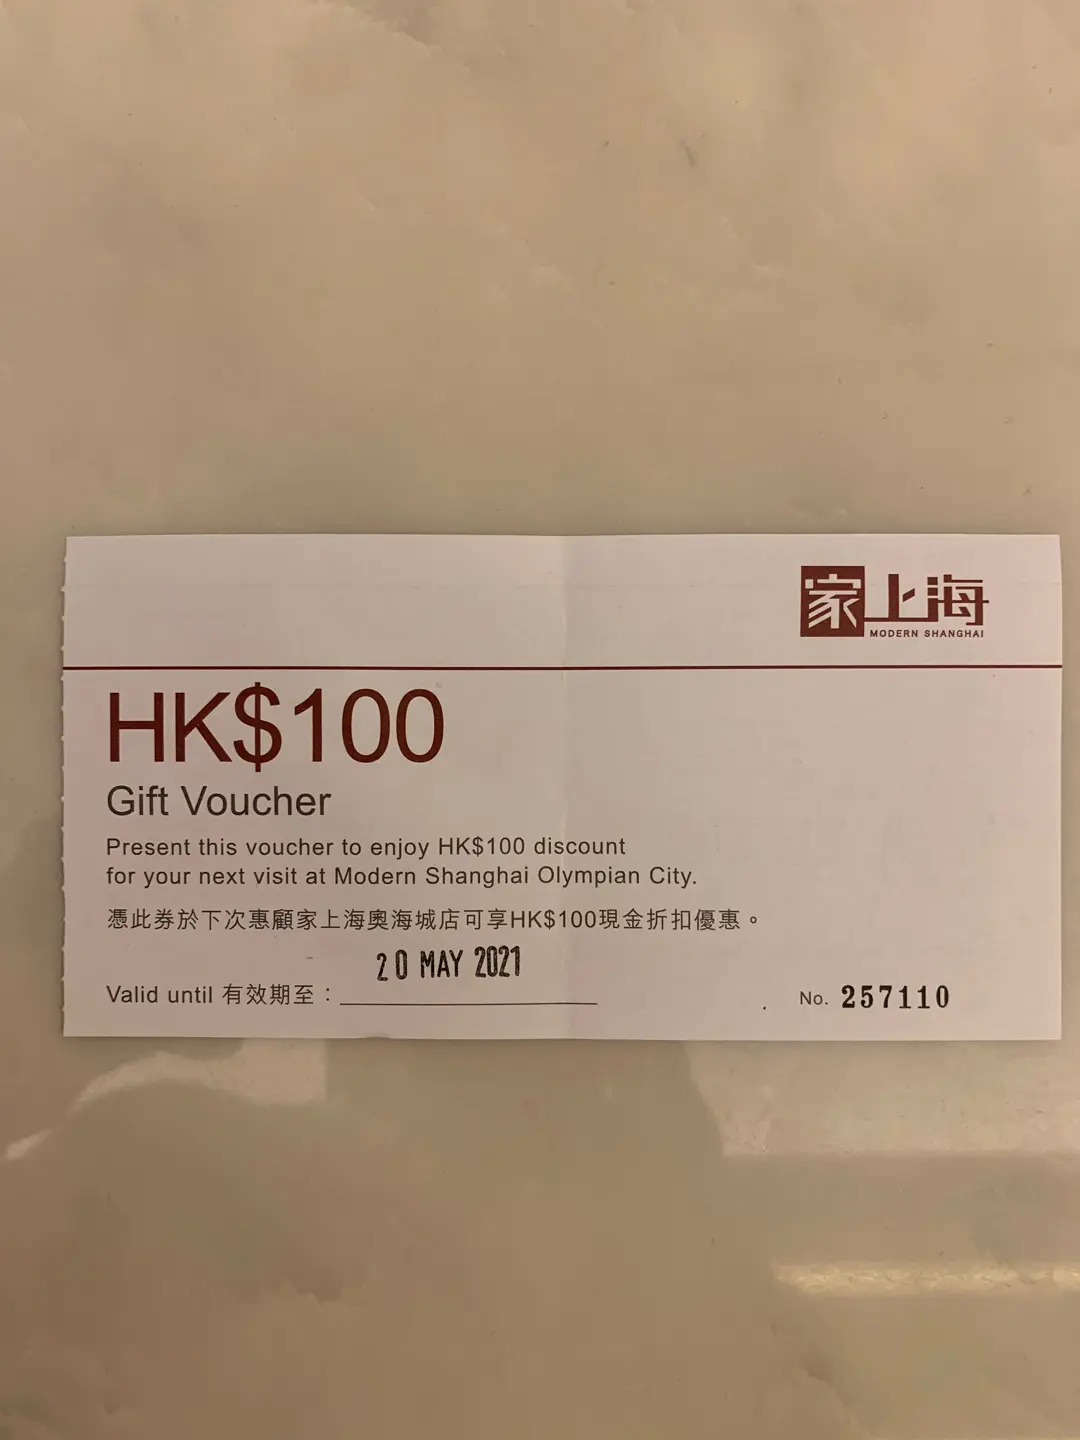 家上海
MODERN SHANGHAI
HK$100
Gift Voucher
Present this voucher to enjoy HK$100 discount
for your next visit at Modern Shanghai Olympian City.
憑此券於下次惠顧家上海奧海城店可享HK$100現金折扣優惠。
20 MAY 2021
Valid until 有效期至：
No. 257110